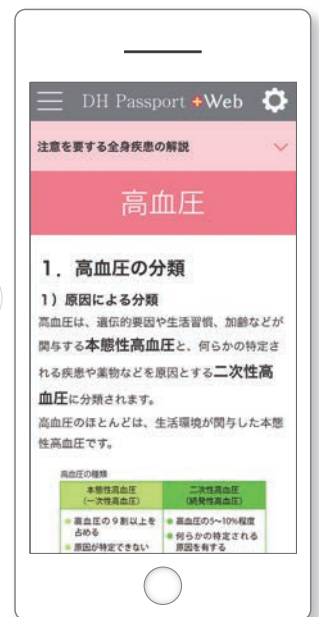 DH Passport +Web
注意を要する全身疾患の解説
高血圧
1．高血圧の分類
1）原因による分類
高血圧は、遺伝的要因や生活習慣、加齢などが
関与する本態性高血圧と、何らかの特定さ
れる疾患や薬物などを原因とする二次性高
血圧に分類されます。
高血圧のほとんどは、生活環境が関与した本態
性高血圧です。
高血圧の種類
本態性高血圧
（一次性高血圧）
二次性高血圧
（続発性高血圧）
高血圧の9割以上を
占める
原因が特定できない
高血圧の5〜10%程度
何らかの特定される
原因を有する